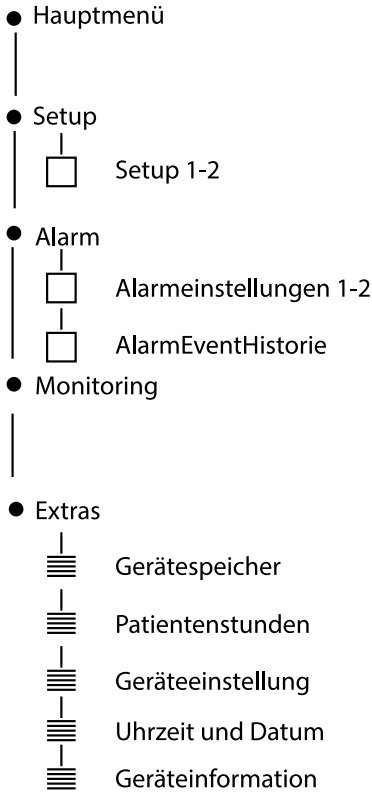 Hauptmenü
Setup
Setup 1-2
Alarm
Alarmeinstellungen 1-2
AlarmEventHistorie
Monitoring
Extras
Gerätespeicher
Patientenstunden
Geräteeinstellung
Uhrzeit und Datum
Geräteinformation